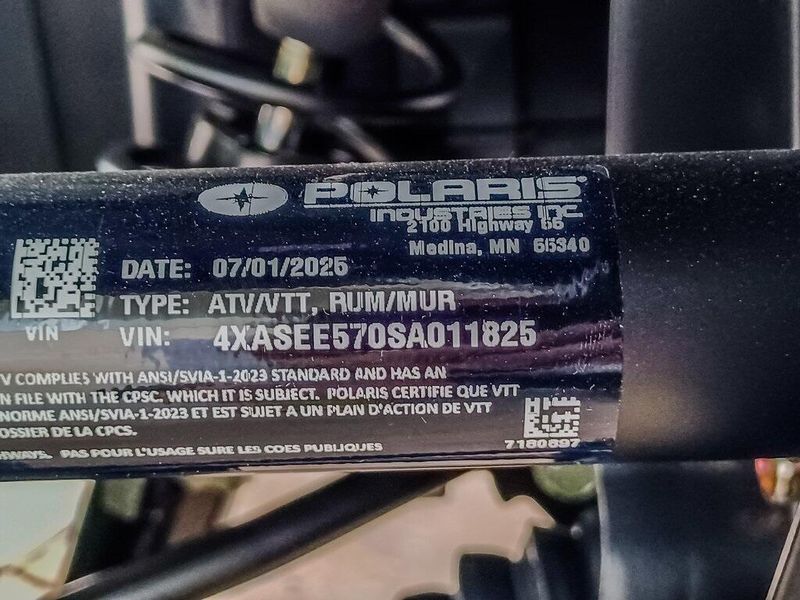 POLARIS
INDUSTRIES INC.
2100 Highway 55
Medina, MN 55340
DATE: 07/01/2025
TYPE: ATV/VTT, RUM/MUR
VIN
VIN: 4XASEE570SA011825
V COMPLIES WITH ANSI/SVIA-1-2023 STANDARD AND HAS AN
N FILE WITH THE CPSC. WHICH IT IS SUBJECT. POLARIS CERTIFIE QUE VTT
NORME ANSI/SVIA-1-2023 ET EST SUJET A UN PLAN D'ACTION DE VTT
OSSIER DE LA CPCS.
HWAYS. PAS POUR L'USAGE SURE LES COES PUBLIQUES
7180897